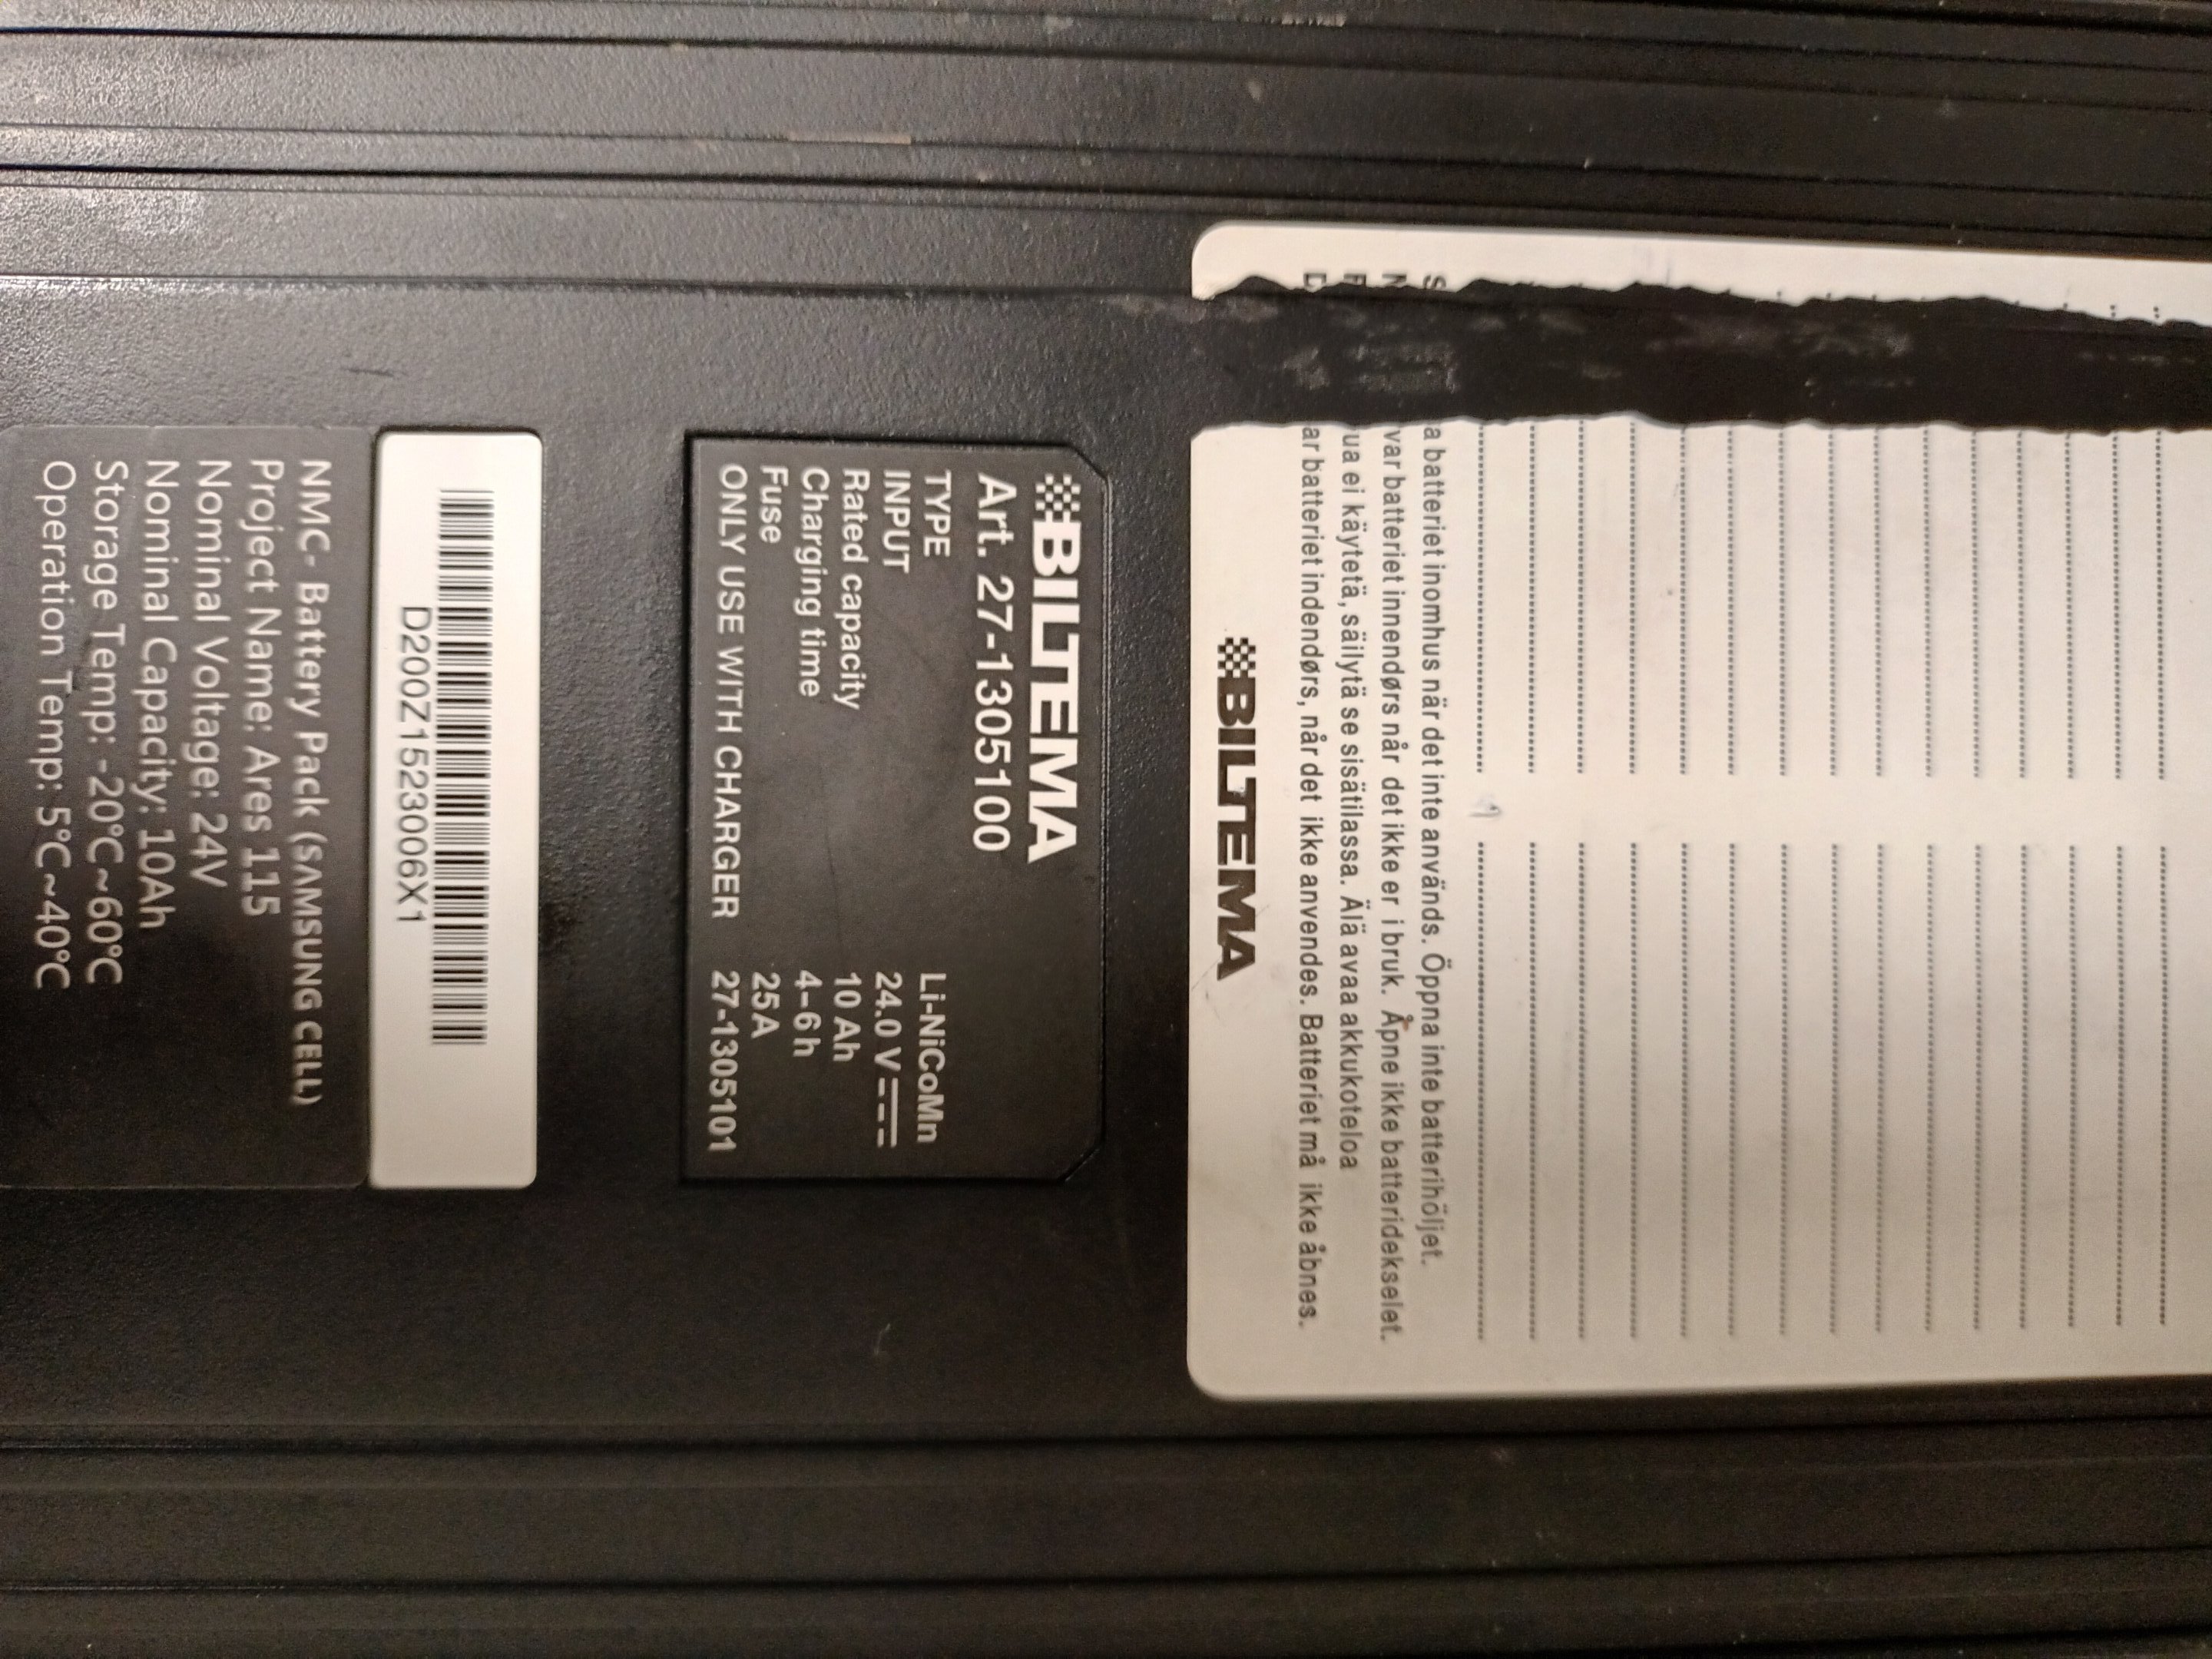 S
N
F
D
a batteriet inomhus när det inte används. Öppna inte batterihöljet.
var batteriet innendørs når det ikke er i bruk. Åpne ikke batteridekselet.
ua ei käytetä, säilytä se sisätilassa. Älä avaa akkukoteloa
ar batteriet indendørs, når det ikke anvendes. Batteriet må ikke åbnes.
BILTEMA
BILTEMA
Art. 27-1305100
TYPE Li-NiCoMn
INPUT 24.0 V
Rated capacity 10 Ah
Charging time 4–6 h
Fuse 25A
ONLY USE WITH CHARGER 27-1305101
D200Z1523006X1
NMC- Battery Pack (SAMSUNG CELL)
Project Name: Ares 115
Nominal Voltage: 24V
Nominal Capacity: 10Ah
Storage Temp: -20℃~60℃
Operation Temp: 5℃~40℃